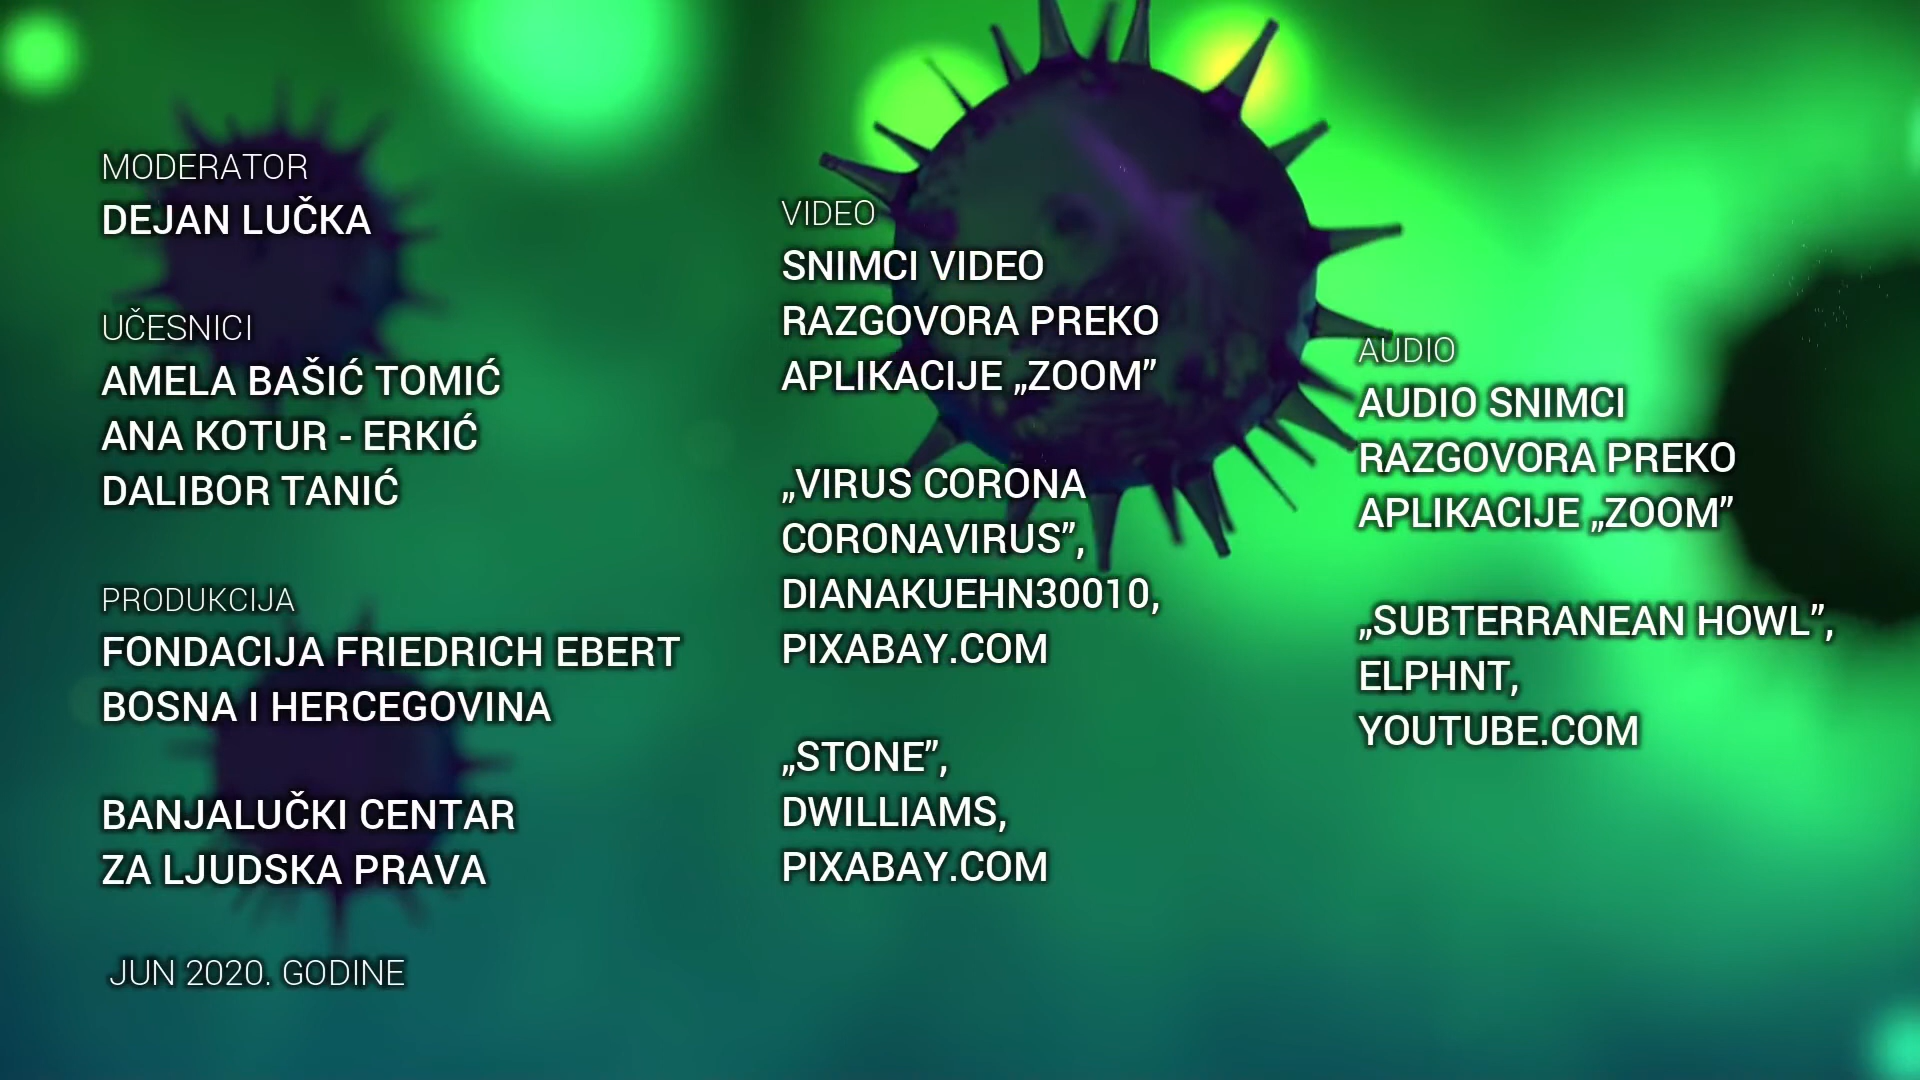 MODERATOR
DEJAN LUČKA
UČESNICI
AMELA BAŠIĆ TOMIĆ
ANA KOTUR - ERKIĆ
DALIBOR TANIĆ
PRODUKCIJA
FONDACIJA FRIEDRICH EBERT
BOSNA I HERCEGOVINA
BANJALUČKI CENTAR
ZA LJUDSKA PRAVA
JUN 2020. GODINE
VIDEO
SNIMCI VIDEO
RAZGOVORA PREKO
APLIKACIJE „ZOOM”
„VIRUS CORONA
CORONAVIRUS”,
DIANAKUEHN30010,
PIXABAY.COM
„STONE”,
DWILLIAMS,
PIXABAY.COM
AUDIO
AUDIO SNIMCI
RAZGOVORA PREKO
APLIKACIJE „ZOOM”
„SUBTERRANEAN HOWL”,
ELPHNT,
YOUTUBE.COM